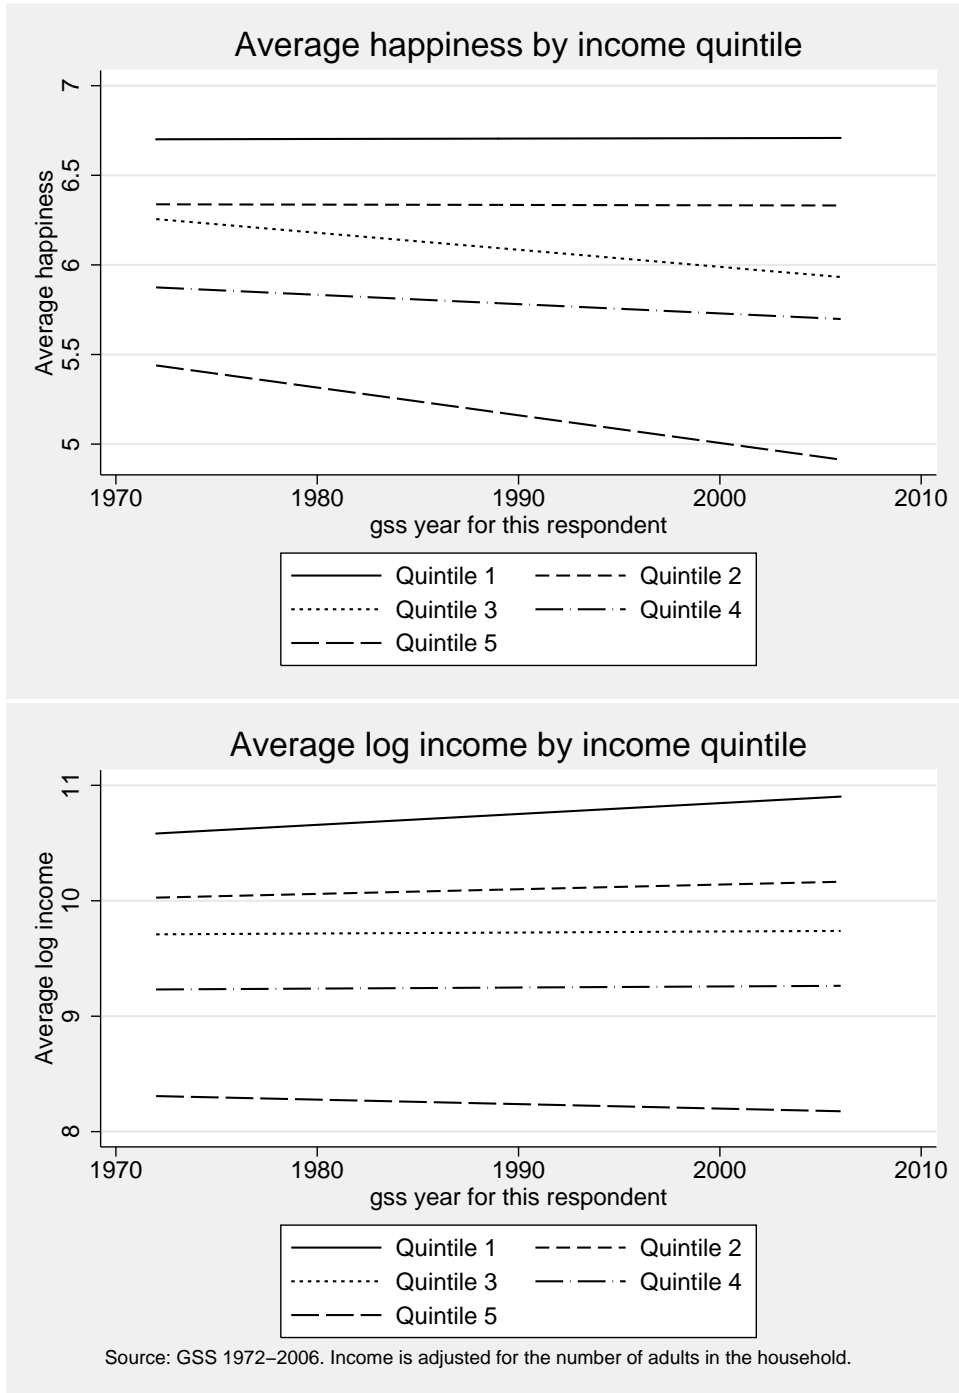 Average happiness by income quintile
Average happiness
7
6.5
6
5.5
5
1970 1980 1990 2000 2010
gss year for this respondent
Quintile 1 Quintile 2
Quintile 3 Quintile 4
Quintile 5
Average log income by income quintile
Average log income
11
10
9
8
1970 1980 1990 2000 2010
gss year for this respondent
Quintile 1 Quintile 2
Quintile 3 Quintile 4
Quintile 5
Source: GSS 1972–2006. Income is adjusted for the number of adults in the household.